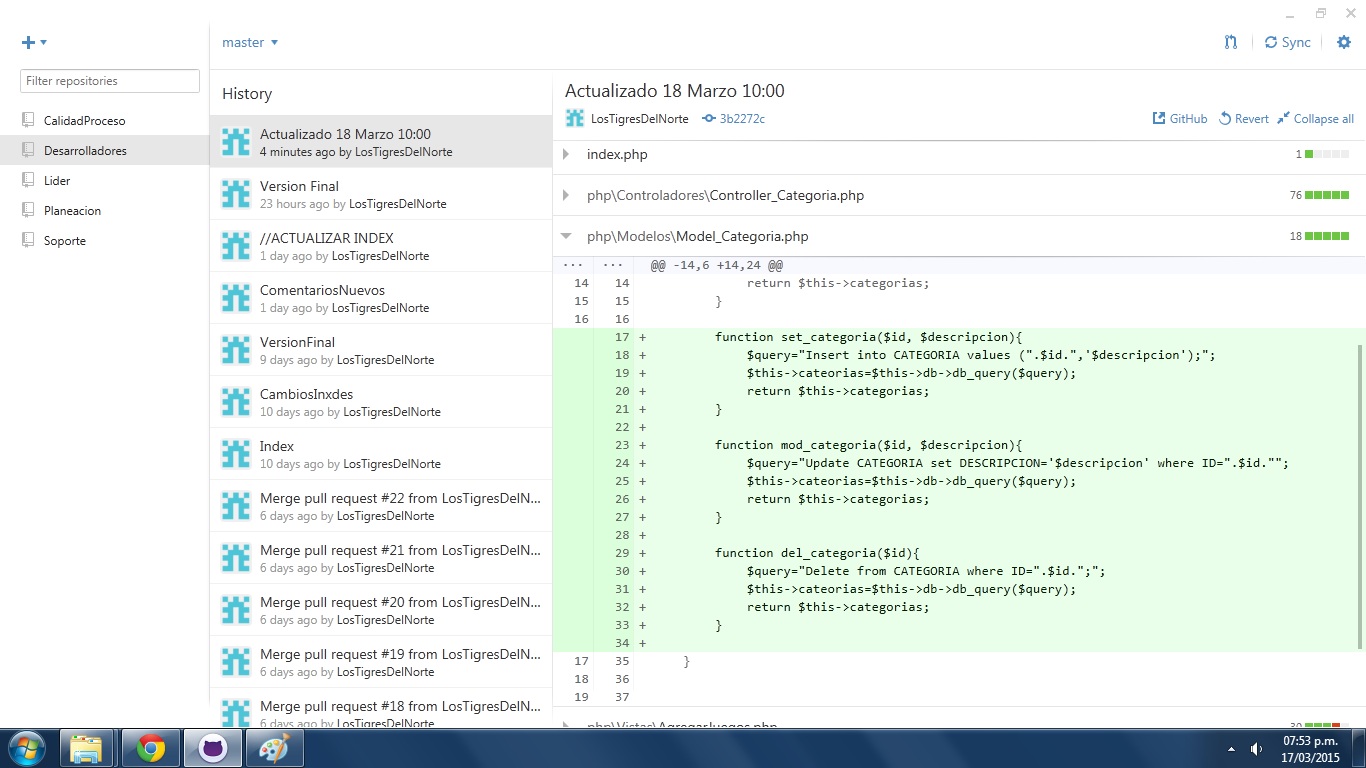 master
Sync
Filter repositories
CalidadProceso
Desarrolladores
Lider
Planeacion
Soporte
History
Actualizado 18 Marzo 10:00
4 minutes ago by LosTigresDelNorte
Version Final
23 hours ago by LosTigresDelNorte
//ACTUALIZAR INDEX
1 day ago by LosTigresDelNorte
ComentariosNuevos
1 day ago by LosTigresDelNorte
VersionFinal
9 days ago by LosTigresDelNorte
CambiosInxdes
10 days ago by LosTigresDelNorte
Index
10 days ago by LosTigresDelNorte
Merge pull request #22 from LosTigresDelN...
6 days ago by LosTigresDelNorte
Merge pull request #21 from LosTigresDelN...
6 days ago by LosTigresDelNorte
Merge pull request #20 from LosTigresDelN...
6 days ago by LosTigresDelNorte
Merge pull request #19 from LosTigresDelN...
6 days ago by LosTigresDelNorte
Merge pull request #18 from LosTigresDelN...
6 days ago by LosTigresDelNorte
Actualizado 18 Marzo 10:00
LosTigresDelNorte 3b2272c GitHub Revert Collapse all
index.php 1
php\Controladores\Controller_Categoria.php 76
php\Modelos\Model_Categoria.php 18
... ... @@ -14,6 +14,24 @@
14 14 return $this->categorias;
15 15 }
16 16
17 + function set_categoria($id, $descripcion){
18 + $query="Insert into CATEGORIA values (".$id.",'$descripcion');";
19 + $this->cateorias=$this->db->db_query($query);
20 + return $this->categorias;
21 + }
22 +
23 + function mod_categoria($id, $descripcion){
24 + $query="Update CATEGORIA set DESCRIPCION='$descripcion' where ID=".$id."";
25 + $this->cateorias=$this->db->db_query($query);
26 + return $this->categorias;
27 + }
28 +
29 + function del_categoria($id){
30 + $query="Delete from CATEGORIA where ID=".$id.";";
31 + $this->cateorias=$this->db->db_query($query);
32 + return $this->categorias;
33 + }
34 +
17 35 }
18 36
19 37
php\Vistas\AgregarJuegos.php 30
07:53 p.m.
17/03/2015